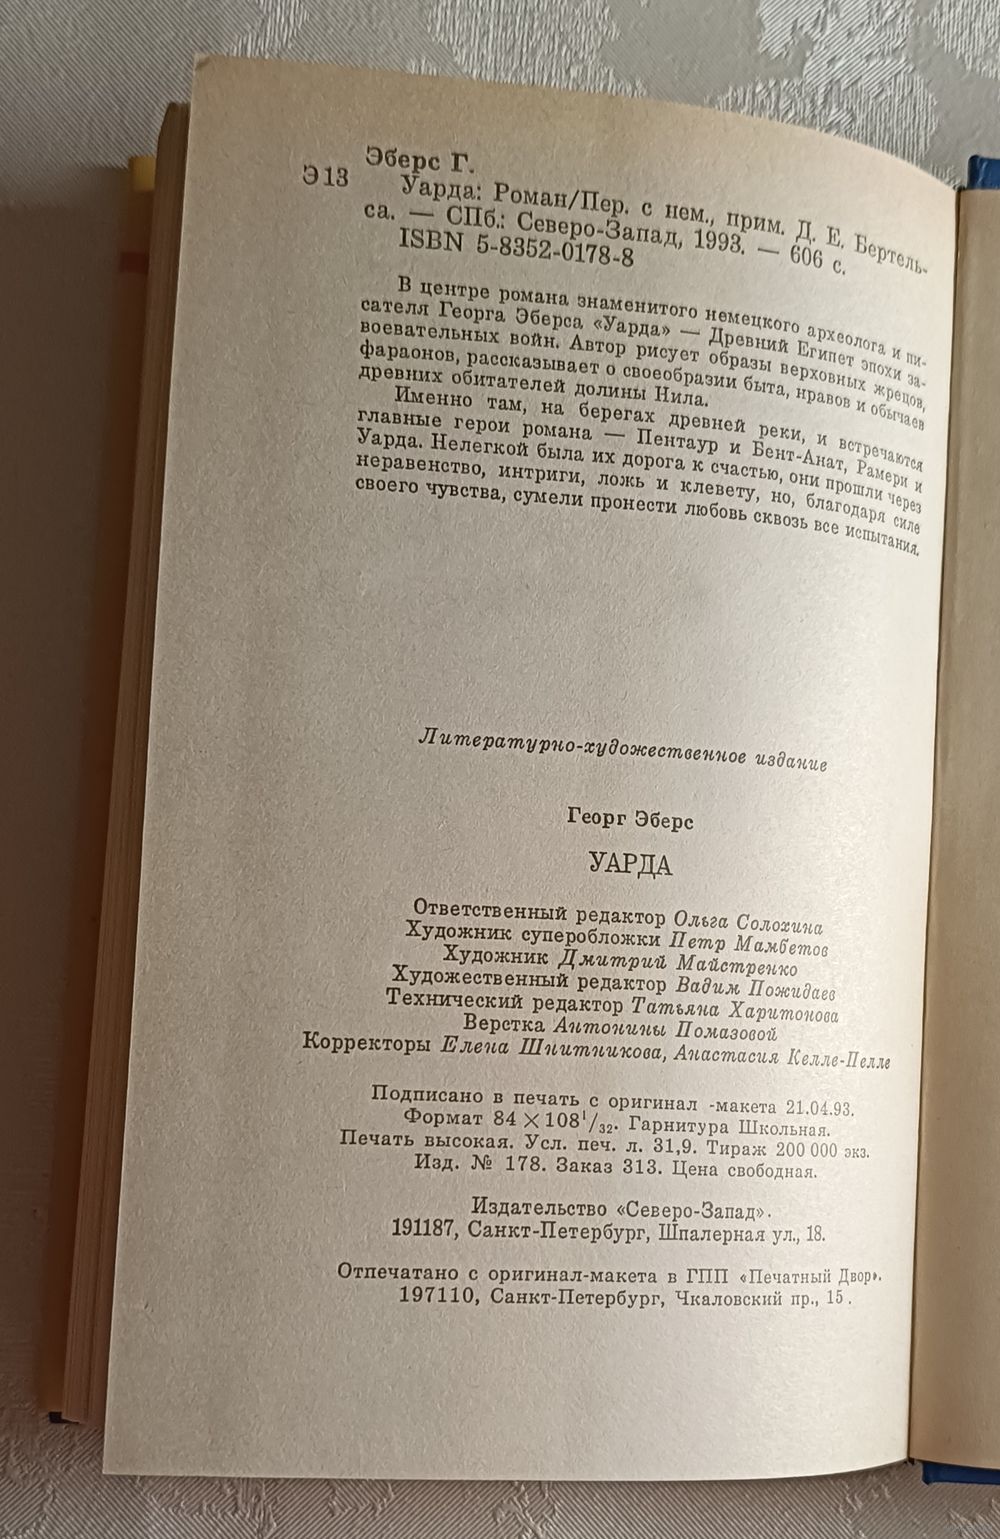 Эберс Г.
Э 13 Уарда: Роман/Пер. с нем., прим. Д. Е. Бертель-
са. — СПб.: Северо-Запад, 1993. — 606 с.
ISBN 5-8352-0178-8
В центре романа знаменитого немецкого археолога и пи-
сателя Георга Эберса «Уарда» — Древний Египет эпохи за-
воевательных войн. Автор рисует образы верховных жрецов,
фараонов, рассказывает о своеобразии быта, нравов и обычаев
древних обитателей долины Нила.
Именно там, на берегах древней реки, и встречаются
главные герои романа — Пентаур и Бент-Анат, Рамери и
Уарда. Нелегкой была их дорога к счастью, они прошли через
неравенство, интриги, ложь и клевету, но, благодаря силе
своего чувства, сумели пронести любовь сквозь все испытания.
Литературно-художественное издание
Георг Эберс
УАРДА
Ответственный редактор Ольга Солохина
Художник суперобложки Петр Мамбетов
Художник Дмитрий Майстренко
Художественный редактор Вадим Пожидаев
Технический редактор Татьяна Харитонова
Верстка Антонины Помазовой
Корректоры Елена Шнитникова, Анастасия Келле-Пелле
Подписано в печать с оригинал -макета 21.04.93.
Формат 84 × 108¹/₃₂. Гарнитура Школьная.
Печать высокая. Усл. печ. л. 31,9. Тираж 200 000 экз.
Изд. № 178. Заказ 313. Цена свободная.
Издательство «Северо-Запад».
191187, Санкт-Петербург, Шпалерная ул., 18.
Отпечатано с оригинал-макета в ГПП «Печатный Двор».
197110, Санкт-Петербург, Чкаловский пр., 15.